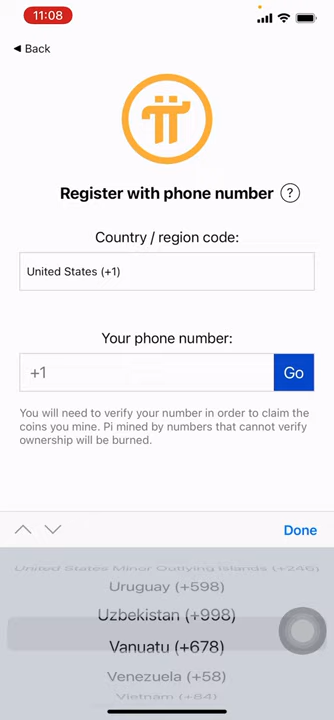 11:08
◀ Back
Register with phone number ?
Country / region code:
United States (+1)
Your phone number:
+1 Go
You will need to verify your number in order to claim the
coins you mine. Pi mined by numbers that cannot verify
ownership will be burned.
Done
United States Minor Outlying Islands (+246)
Uruguay (+598)
Uzbekistan (+998)
Vanuatu (+678)
Venezuela (+58)
Vietnam (+84)